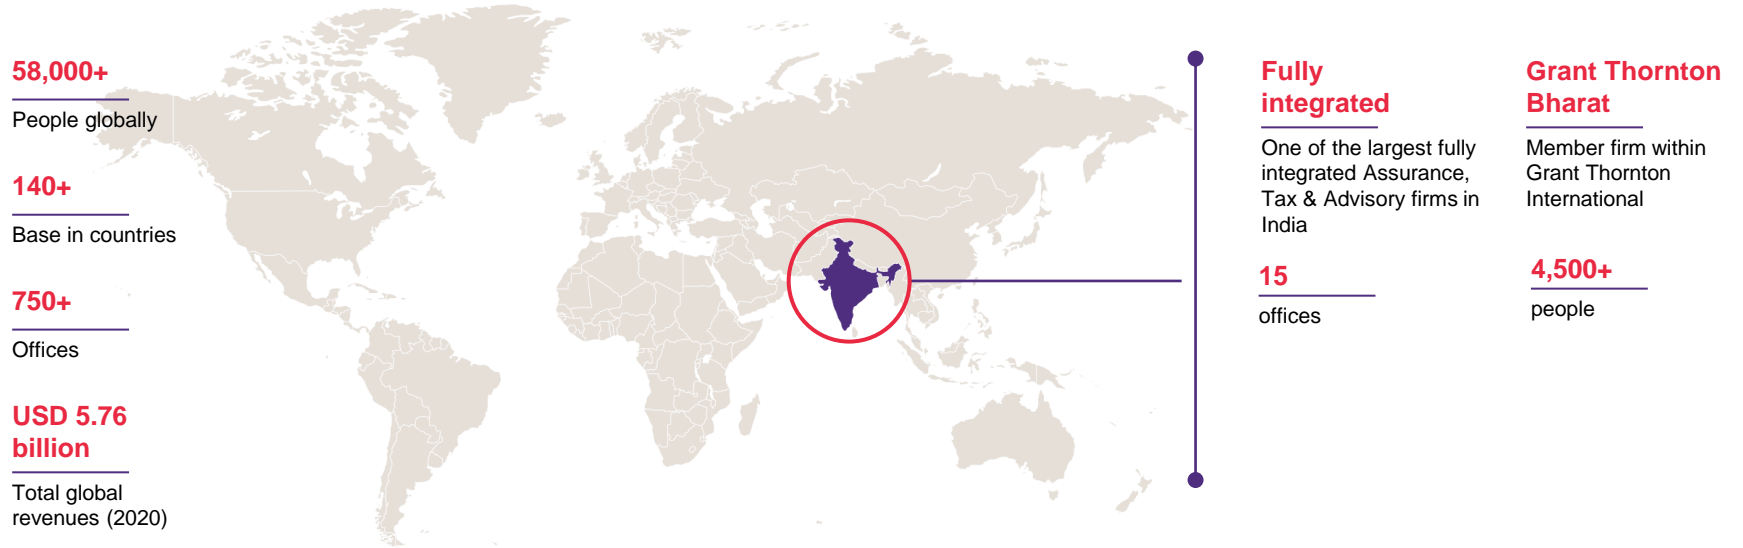 58,000+
People globally
140+
Base in countries
750+
Offices
USD 5.76
billion
Total global
revenues (2020)
Fully
integrated
One of the largest fully
integrated Assurance,
Tax & Advisory firms in
India
15
offices
Grant Thornton
Bharat
Member firm within
Grant Thornton
International
4,500+
people